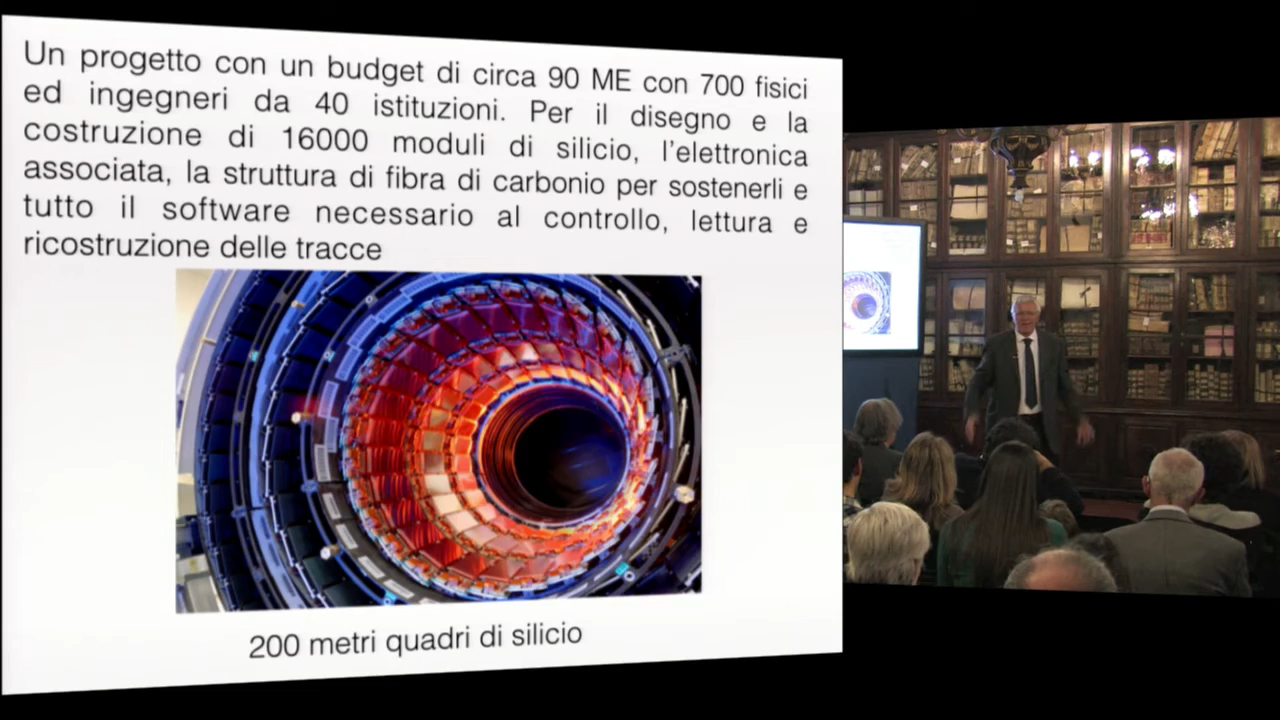 Un progetto con un budget di circa 90 ME con 700 fisici
ed ingegneri da 40 istituzioni. Per il disegno e la
costruzione di 16000 moduli di silicio, l'elettronica
associata, la struttura di fibra di carbonio per sostenerli e
tutto il software necessario al controllo, lettura e
ricostruzione delle tracce
200 metri quadri di silicio